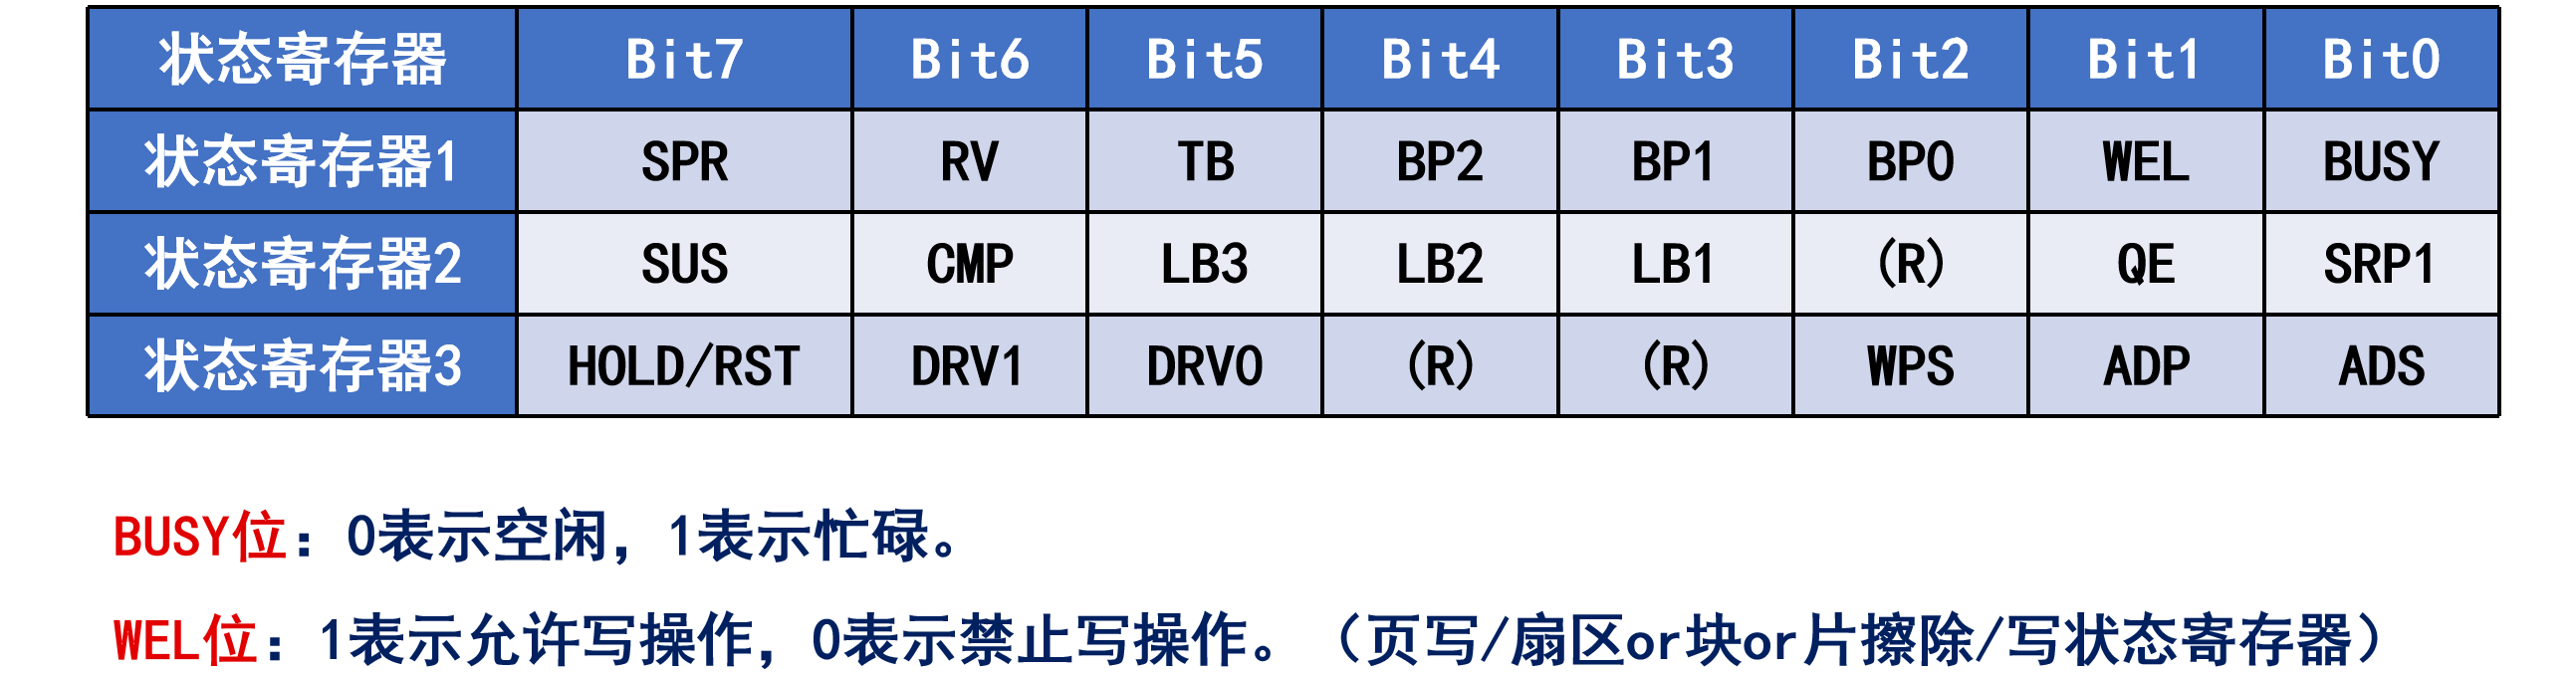 状态寄存器 Bit7 Bit6 Bit5 Bit4 Bit3 Bit2 Bit1 Bit0
状态寄存器1 SPR RV TB BP2 BP1 BP0 WEL BUSY
状态寄存器2 SUS CMP LB3 LB2 LB1 (R) QE SRP1
状态寄存器3 HOLD/RST DRV1 DRV0 (R) (R) WPS ADP ADS
BUSY位：0表示空闲，1表示忙碌。
WEL位：1表示允许写操作，0表示禁止写操作。（页写/扇区or块or片擦除/写状态寄存器）